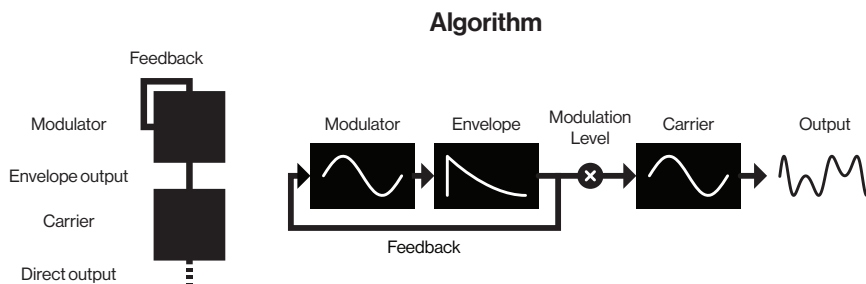 Algorithm
Feedback
Modulator
Envelope output
Carrier
Direct output
Modulator
Envelope
Modulation
Level
Carrier
Output
Feedback